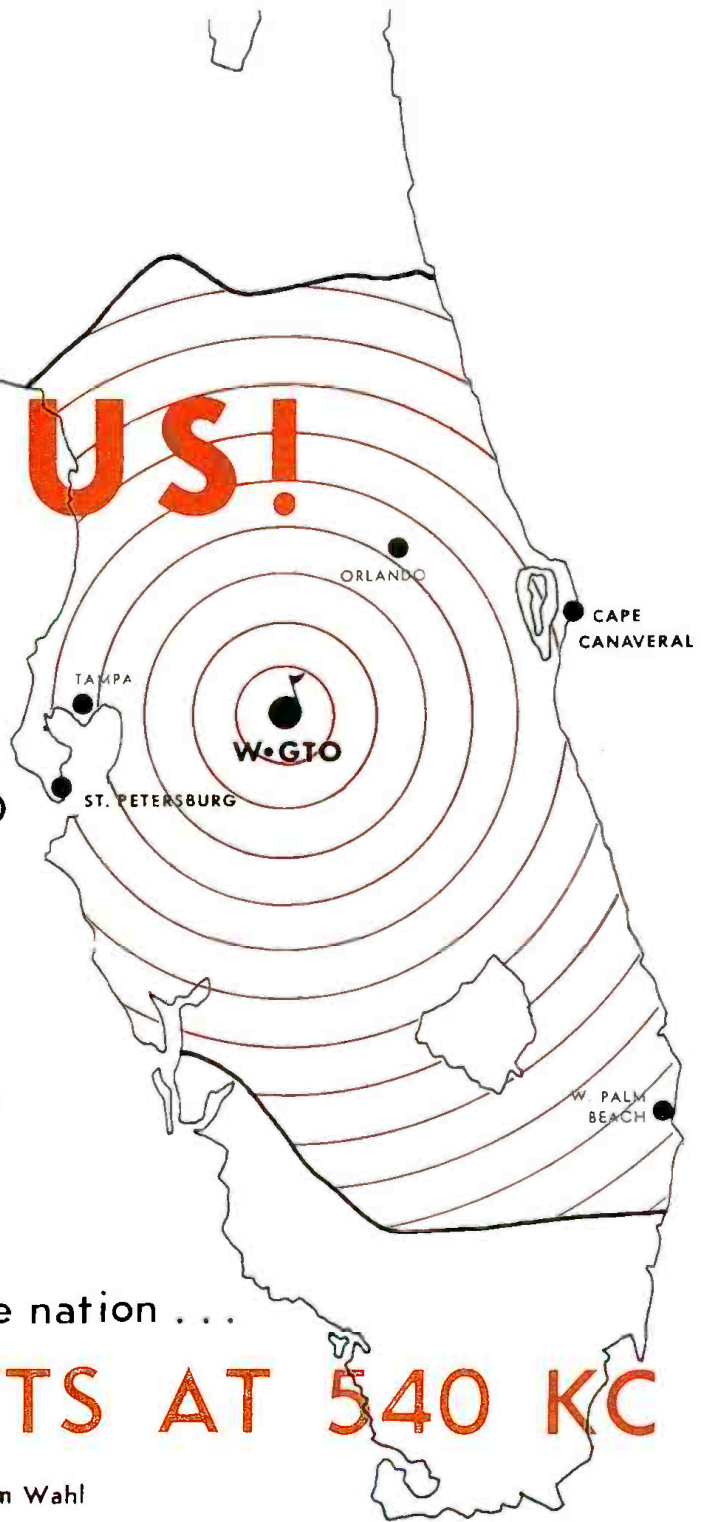 US!
ORLANDO
CAPE
CANAVERAL
TAMPA
W•GTO
ST. PETERSBURG
W. PALM
BEACH
e nation ...
TS AT 540 KC
n Wahl